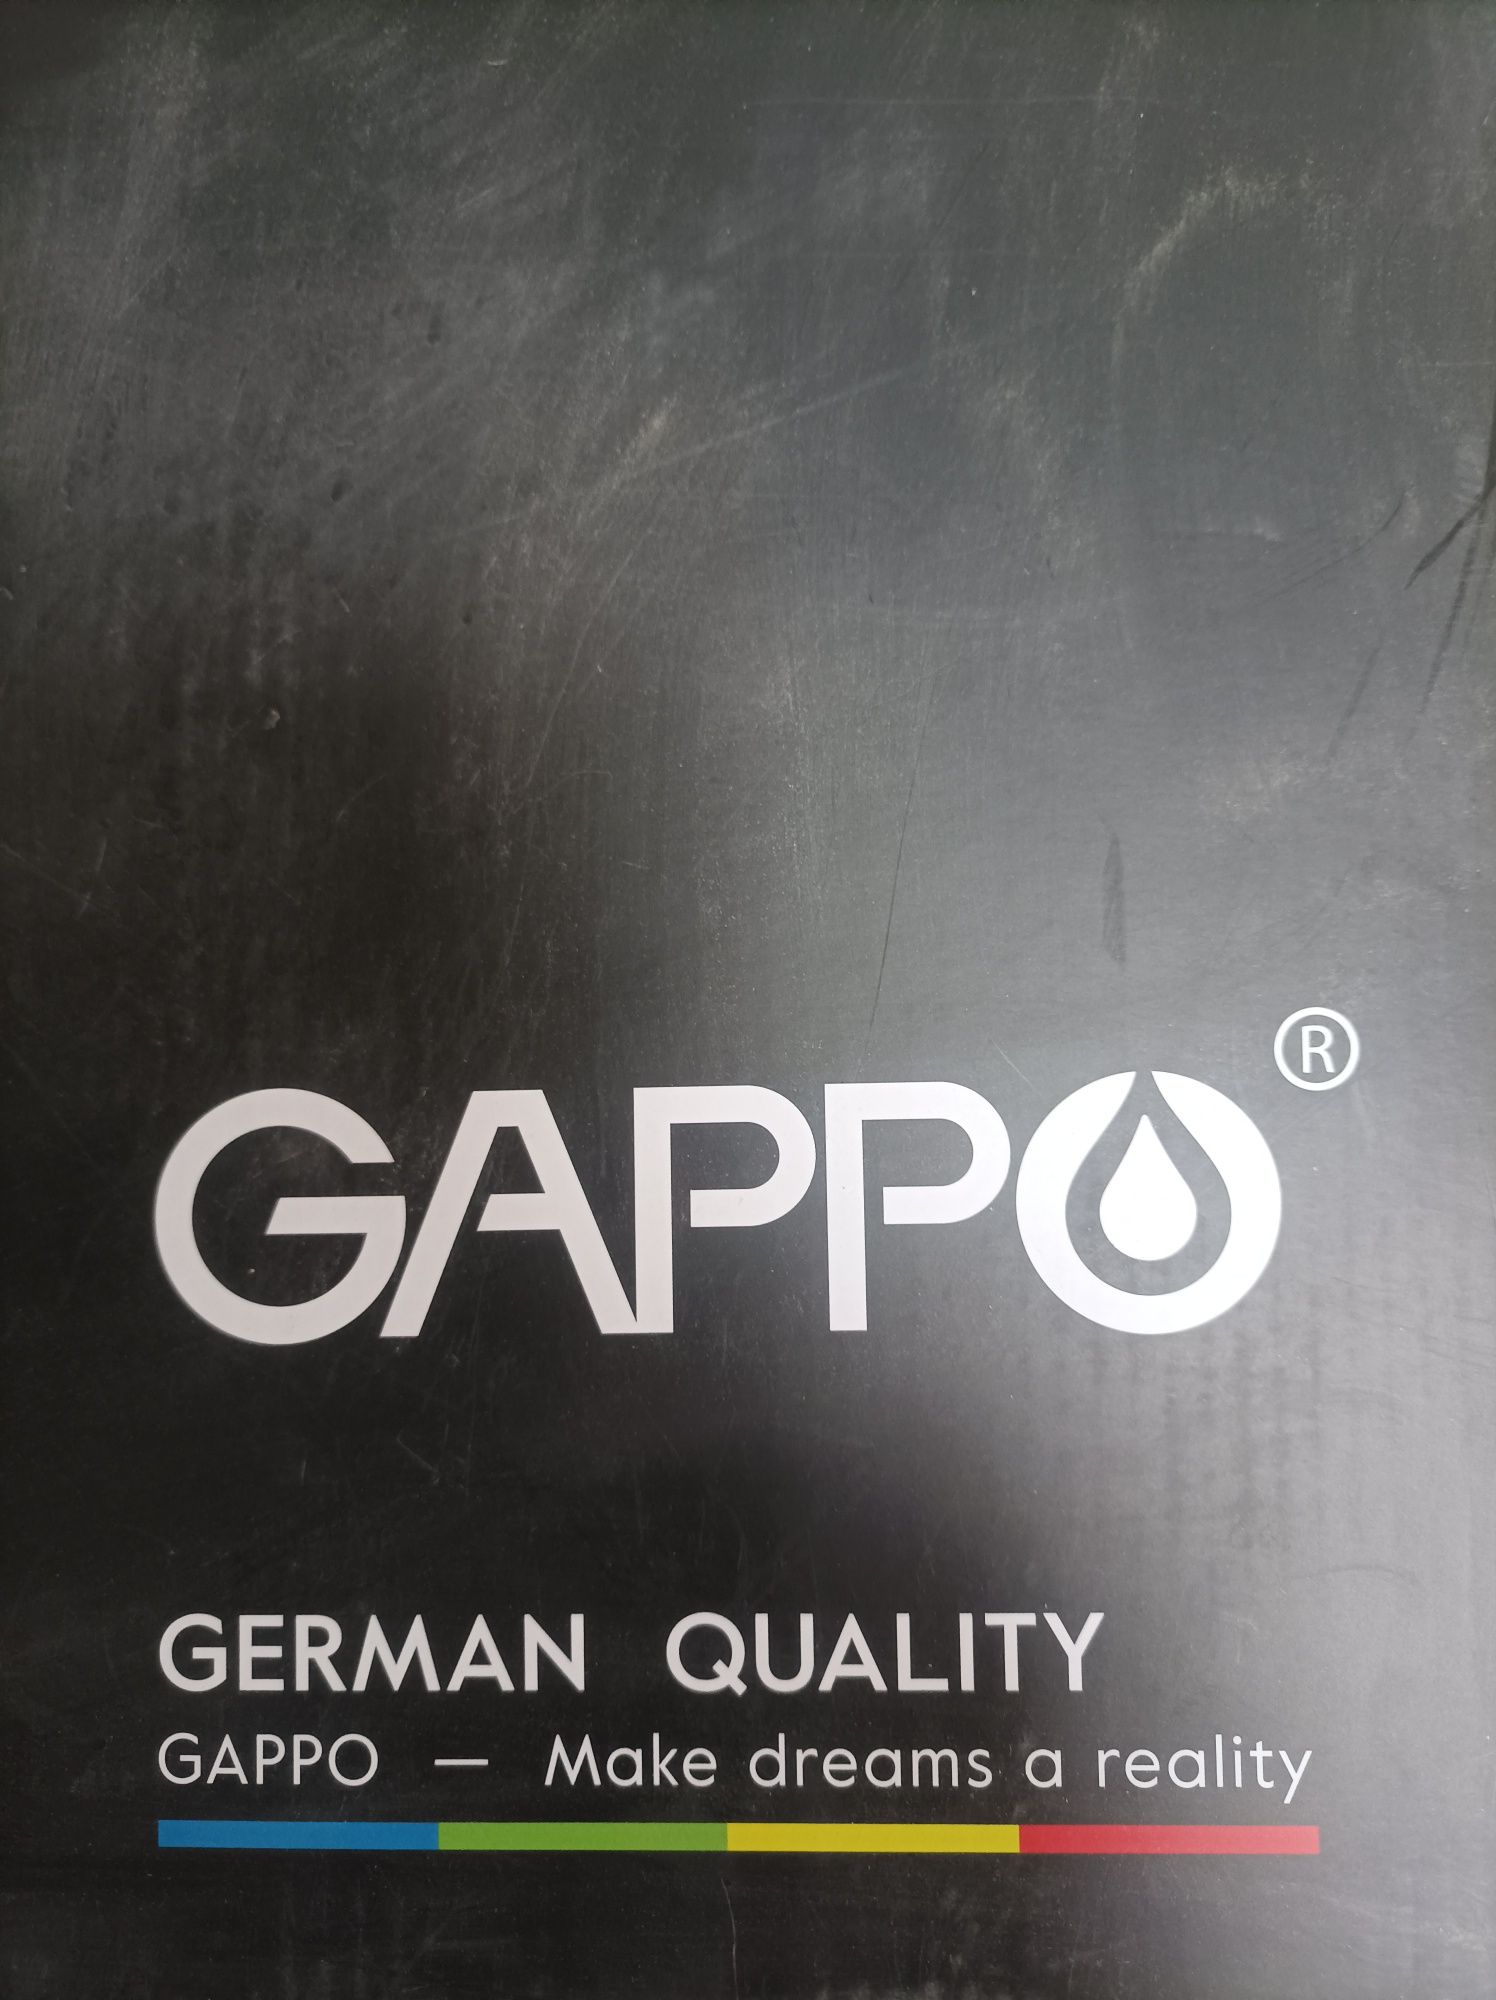 GAPPO®
GERMAN QUALITY
GAPPO — Make dreams a reality